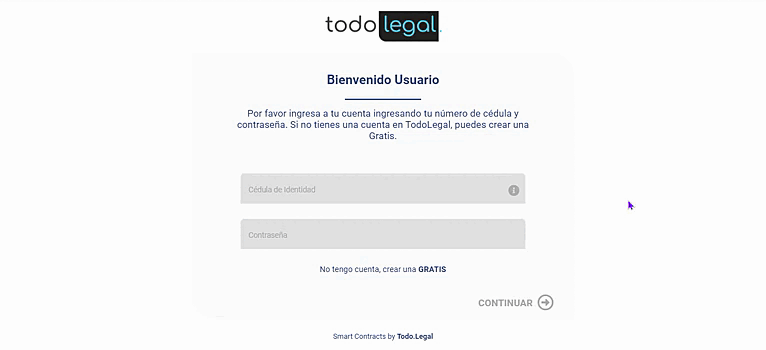 todo legal.
Bienvenido Usuario
Por favor ingresa a tu cuenta ingresando tu número de cédula y
contraseña. Si no tienes una cuenta en TodoLegal, puedes crear una
Gratis.
Cédula de Identidad
Contraseña
No tengo cuenta, crear una GRATIS
CONTINUAR
Smart Contracts by Todo.Legal